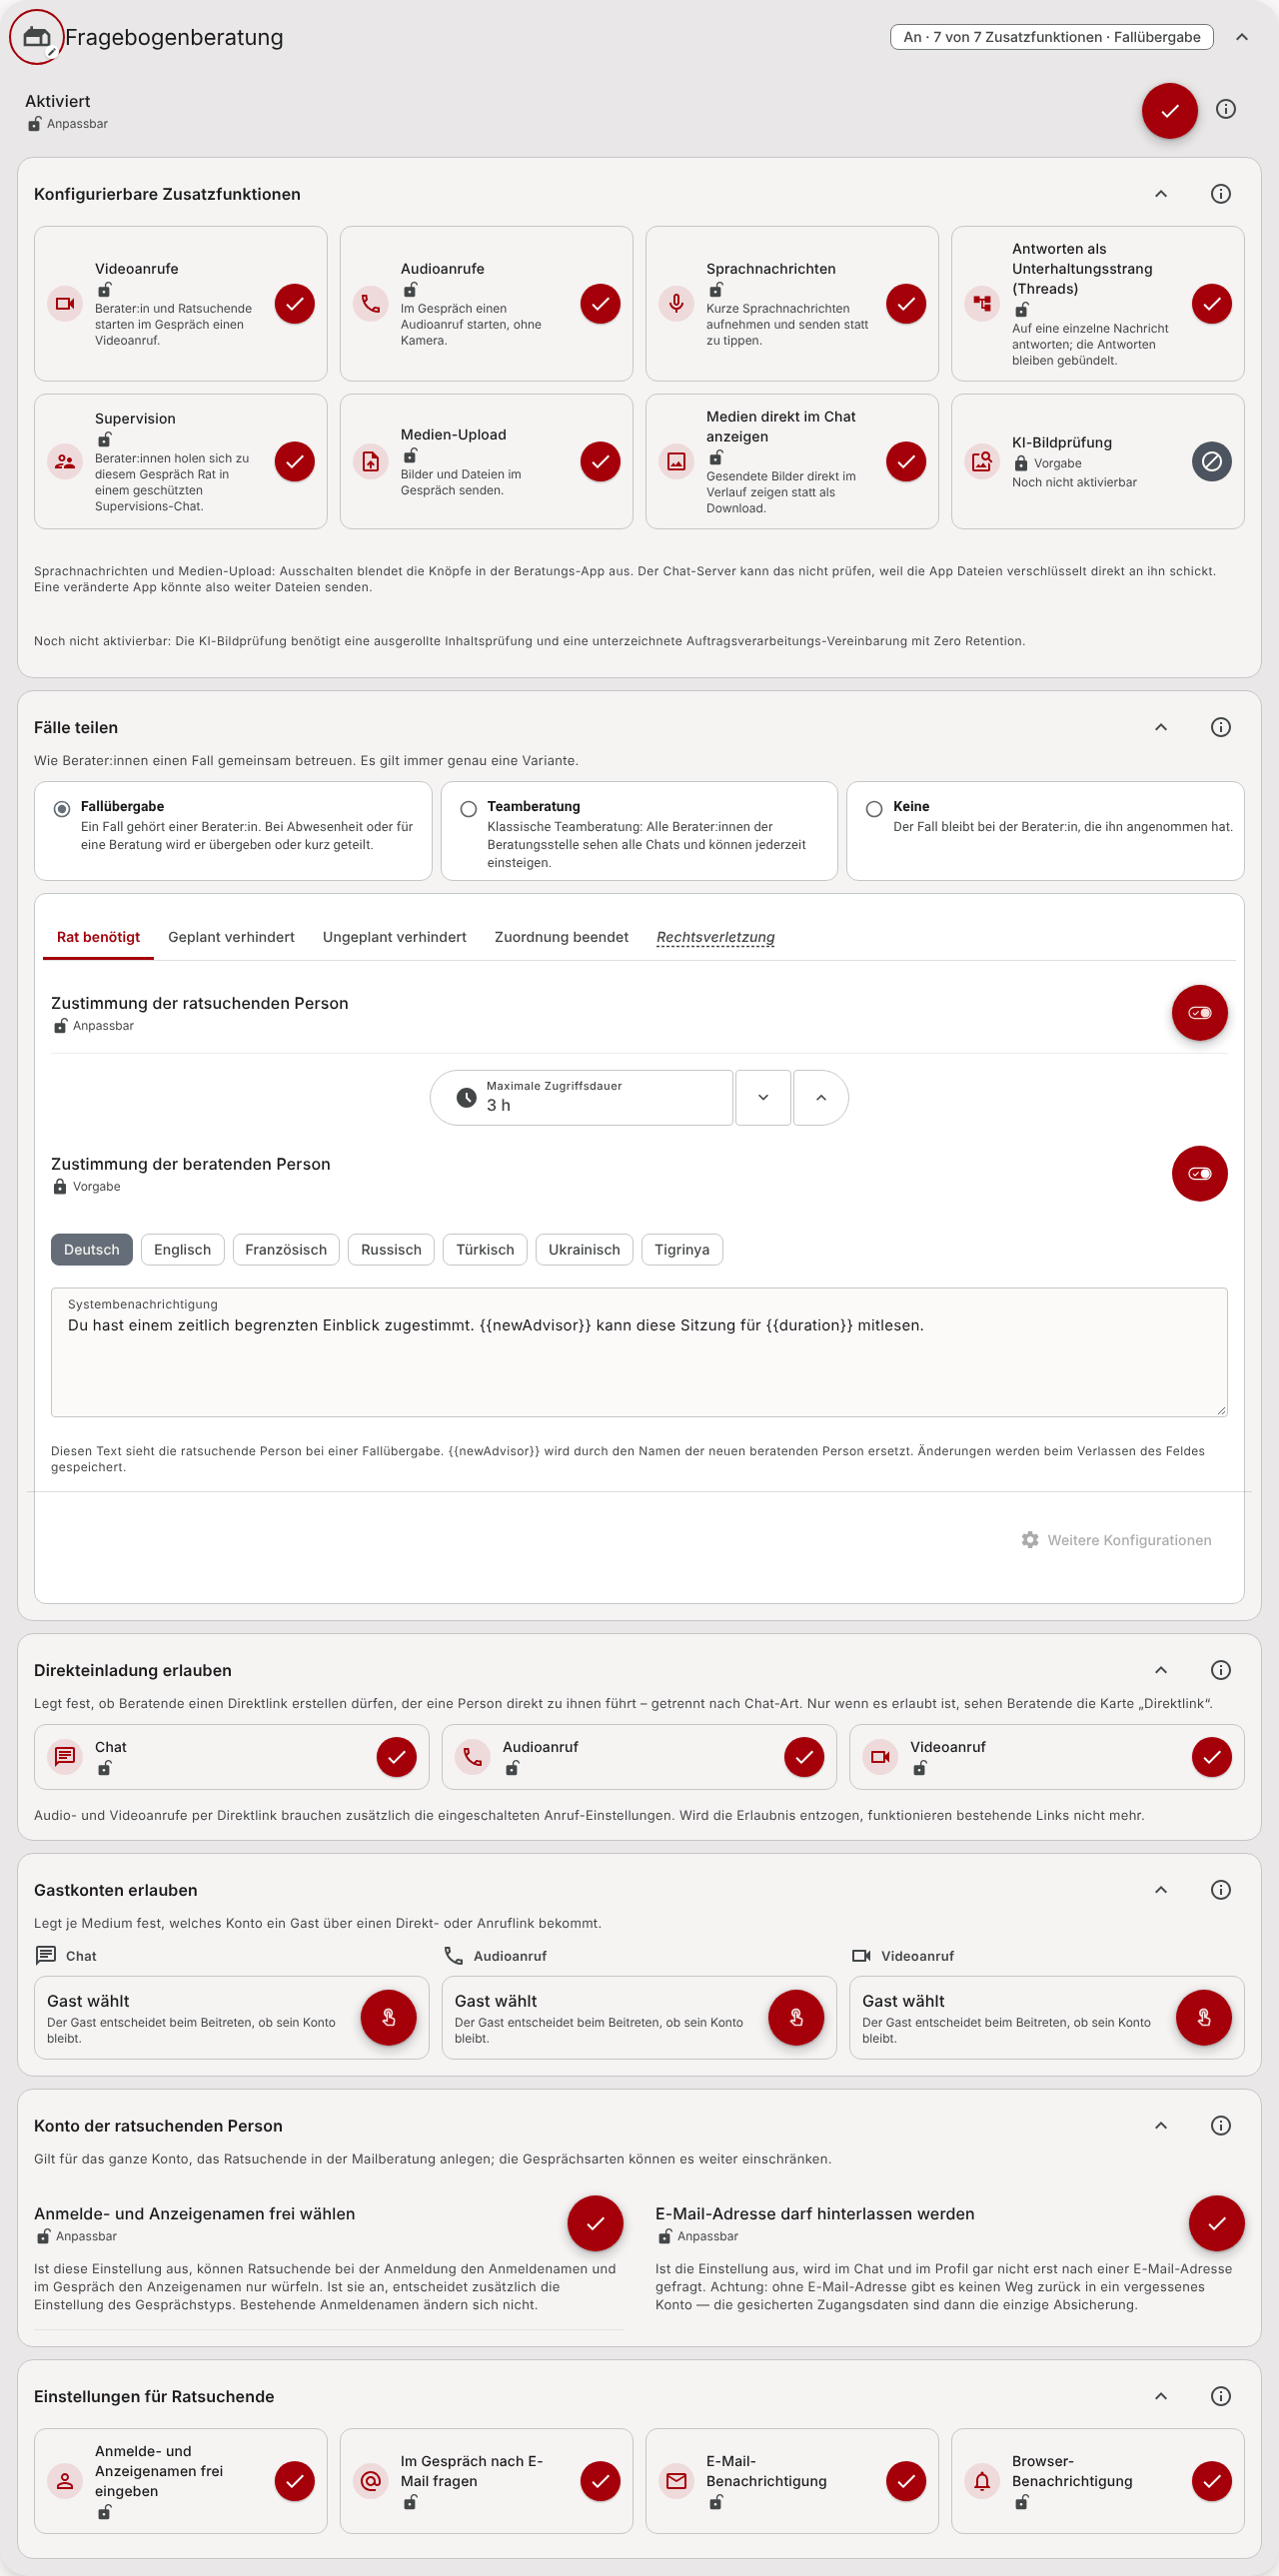 Fragebogenberatung
An · 7 von 7 Zusatzfunktionen · Fallübergabe
Aktiviert
Anpassbar
Konfigurierbare Zusatzfunktionen
Videoanrufe
Berater:in und Ratsuchende
starten im Gespräch einen
Videoanruf.
Audioanrufe
Im Gespräch einen
Audioanruf starten, ohne
Kamera.
Sprachnachrichten
Kurze Sprachnachrichten
aufnehmen und senden statt
zu tippen.
Antworten als
Unterhaltungsstrang
(Threads)
Auf eine einzelne Nachricht
antworten; die Antworten
bleiben gebündelt.
Supervision
Berater:innen holen sich zu
diesem Gespräch Rat in
einem geschützten
Supervisions-Chat.
Medien-Upload
Bilder und Dateien im
Gespräch senden.
Medien direkt im Chat
anzeigen
Gesendete Bilder direkt im
Verlauf zeigen statt als
Download.
KI-Bildprüfung
Vorgabe
Noch nicht aktivierbar
Sprachnachrichten und Medien-Upload: Ausschalten blendet die Knöpfe in der Beratungs-App aus. Der Chat-Server kann das nicht prüfen, weil die App Dateien verschlüsselt direkt an ihn schickt.
Eine veränderte App könnte also weiter Dateien senden.
Noch nicht aktivierbar: Die KI-Bildprüfung benötigt eine ausgerollte Inhaltsprüfung und eine unterzeichnete Auftragsverarbeitungs-Vereinbarung mit Zero Retention.
Fälle teilen
Wie Berater:innen einen Fall gemeinsam betreuen. Es gilt immer genau eine Variante.
Fallübergabe
Ein Fall gehört einer Berater:in. Bei Abwesenheit oder für
eine Beratung wird er übergeben oder kurz geteilt.
Teamberatung
Klassische Teamberatung: Alle Berater:innen der
Beratungsstelle sehen alle Chats und können jederzeit
einsteigen.
Keine
Der Fall bleibt bei der Berater:in, die ihn angenommen hat.
Rat benötigt
Geplant verhindert
Ungeplant verhindert
Zuordnung beendet
Rechtsverletzung
Zustimmung der ratsuchenden Person
Anpassbar
Maximale Zugriffsdauer
3 h
Zustimmung der beratenden Person
Vorgabe
Deutsch
Englisch
Französisch
Russisch
Türkisch
Ukrainisch
Tigrinya
Systembenachrichtigung
Du hast einem zeitlich begrenzten Einblick zugestimmt. {{newAdvisor}} kann diese Sitzung für {{duration}} mitlesen.
Diesen Text sieht die ratsuchende Person bei einer Fallübergabe. {{newAdvisor}} wird durch den Namen der neuen beratenden Person ersetzt. Änderungen werden beim Verlassen des Feldes
gespeichert.
Weitere Konfigurationen
Direkteinladung erlauben
Legt fest, ob Beratende einen Direktlink erstellen dürfen, der eine Person direkt zu ihnen führt – getrennt nach Chat-Art. Nur wenn es erlaubt ist, sehen Beratende die Karte „Direktlink“.
Chat
Audioanruf
Videoanruf
Audio- und Videoanrufe per Direktlink brauchen zusätzlich die eingeschalteten Anruf-Einstellungen. Wird die Erlaubnis entzogen, funktionieren bestehende Links nicht mehr.
Gastkonten erlauben
Legt je Medium fest, welches Konto ein Gast über einen Direkt- oder Anruflink bekommt.
Chat
Audioanruf
Videoanruf
Gast wählt
Der Gast entscheidet beim Beitreten, ob sein Konto
bleibt.
Gast wählt
Der Gast entscheidet beim Beitreten, ob sein Konto
bleibt.
Gast wählt
Der Gast entscheidet beim Beitreten, ob sein Konto
bleibt.
Konto der ratsuchenden Person
Gilt für das ganze Konto, das Ratsuchende in der Mailberatung anlegen; die Gesprächsarten können es weiter einschränken.
Anmelde- und Anzeigenamen frei wählen
Anpassbar
Ist diese Einstellung aus, können Ratsuchende bei der Anmeldung den Anmeldenamen und
im Gespräch den Anzeigenamen nur würfeln. Ist sie an, entscheidet zusätzlich die
Einstellung des Gesprächstyps. Bestehende Anmeldenamen ändern sich nicht.
E-Mail-Adresse darf hinterlassen werden
Anpassbar
Ist die Einstellung aus, wird im Chat und im Profil gar nicht erst nach einer E-Mail-Adresse
gefragt. Achtung: ohne E-Mail-Adresse gibt es keinen Weg zurück in ein vergessenes
Konto — die gesicherten Zugangsdaten sind dann die einzige Absicherung.
Einstellungen für Ratsuchende
Anmelde- und
Anzeigenamen frei
eingeben
Im Gespräch nach E-
Mail fragen
E-Mail-
Benachrichtigung
Browser-
Benachrichtigung